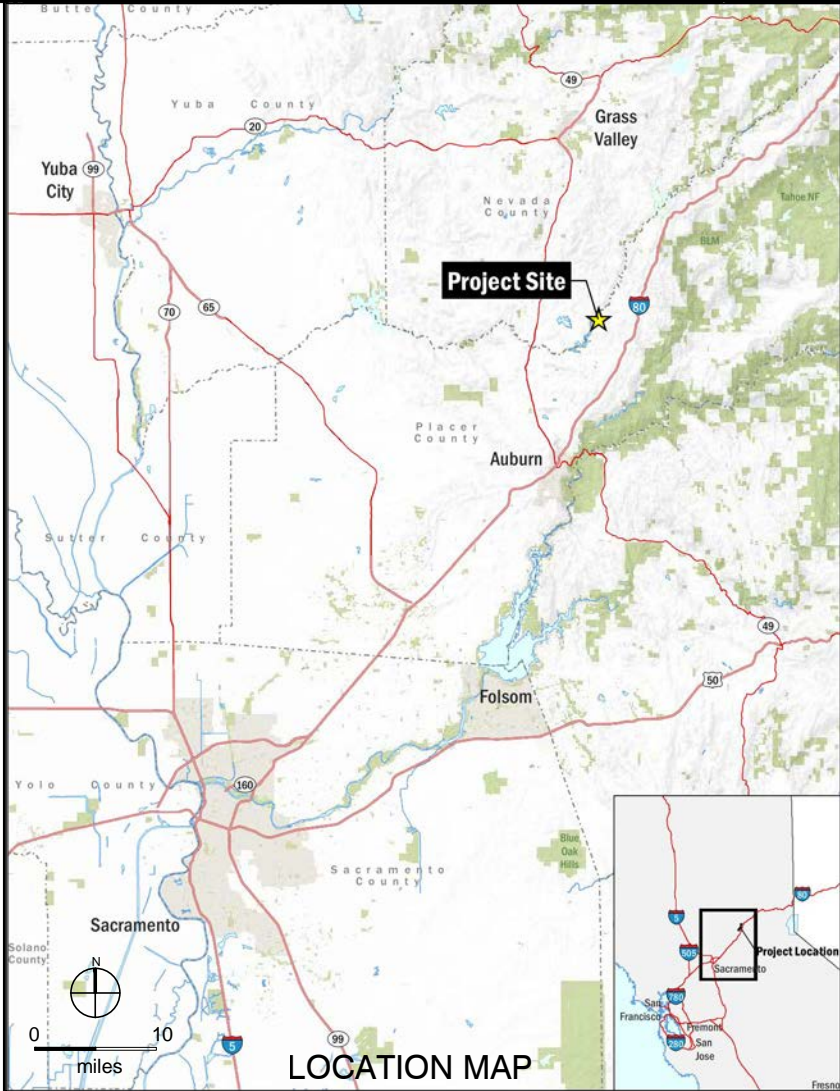 Butte County
49
Yuba County
20
Grass
Valley
Yuba
City
99
Nevada
County
Tahoe NF
BLM
Project Site
80
70
65
Placer
County
Auburn
Sutter County
49
50
Folsom
Yolo County
160
Blue
Oak
Hills
Sacramento
County
Sacramento
Solano
County
N
0 10
miles
5
99
LOCATION MAP
80
5
505
Project Location
Sacramento
780
San
Francisco
Fremont
San
Jose
280
Fresno